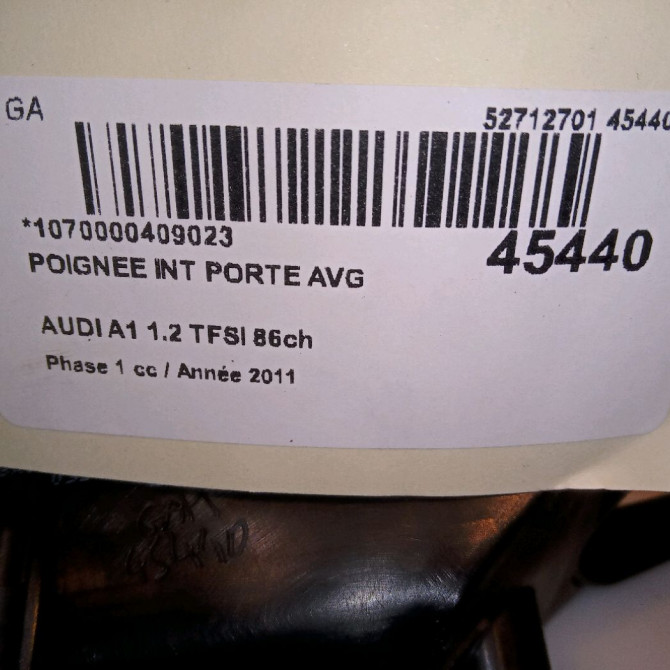 GA
52712701 45440
*1070000409023
45440
POIGNEE INT PORTE AVG
AUDI A1 1.2 TFSI 86ch
Phase 1 cc / Année 2011